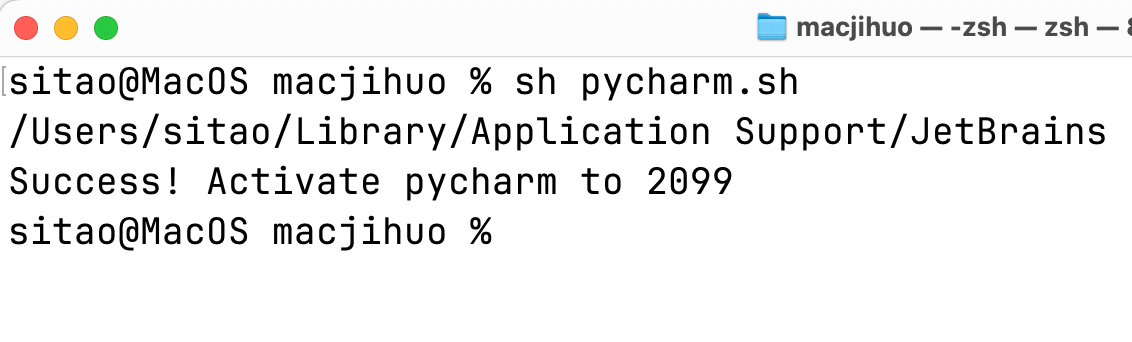 macjihuo — -zsh — zsh —
sitao@MacOS macjihuo % sh pycharm.sh
/Users/sitao/Library/Application Support/JetBrains
Success! Activate pycharm to 2099
sitao@MacOS macjihuo %